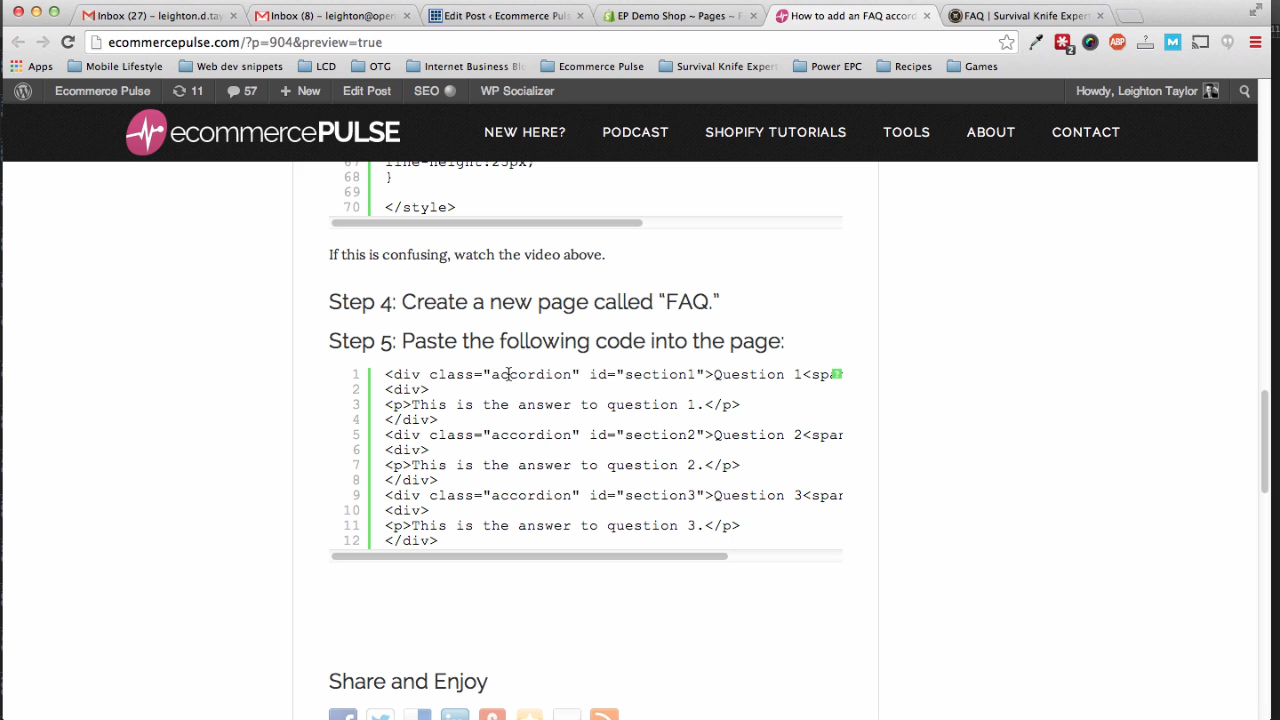 Inbox (27) – leighton.d.tay
Inbox (8) – leighton@open
Edit Post ‹ Ecommerce Pul
EP Demo Shop ~ Pages ~ F
How to add an FAQ accord
FAQ | Survival Knife Expert
ecommercepulse.com/?p=904&preview=true
Apps
Mobile Lifestyle
Web dev snippets
LCD
OTG
Internet Business Bl
Ecommerce Pulse
Survival Knife Expert
Power EPC
Recipes
Games
Ecommerce Pulse
11
57
New
Edit Post
SEO
WP Socializer
Howdy, Leighton Taylor
ecommercePULSE
NEW HERE?
PODCAST
SHOPIFY TUTORIALS
TOOLS
ABOUT
CONTACT
67 line-height:25px;
68 }
69
70 </style>
If this is confusing, watch the video above.
Step 4: Create a new page called “FAQ.”
Step 5: Paste the following code into the page:
1 <div class="accordion" id="section1">Question 1<spa
2 <div>
3 <p>This is the answer to question 1.</p>
4 </div>
5 <div class="accordion" id="section2">Question 2<span
6 <div>
7 <p>This is the answer to question 2.</p>
8 </div>
9 <div class="accordion" id="section3">Question 3<span
10 <div>
11 <p>This is the answer to question 3.</p>
12 </div>
Share and Enjoy